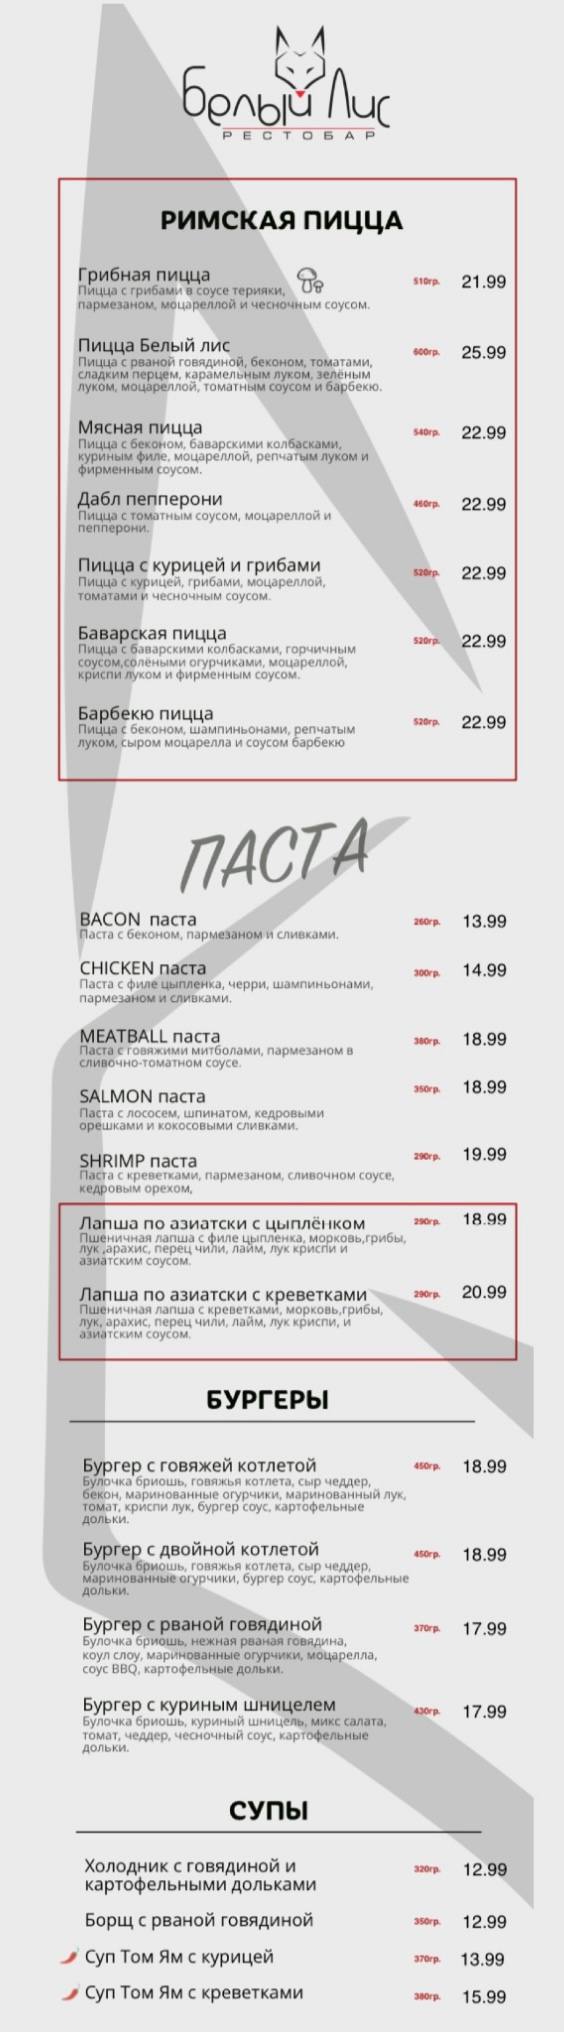 Белый Лис
РЕСТОБАР
РИМСКАЯ ПИЦЦА
Грибная пицца 510гр. 21.99
Пицца с грибами в соусе терияки,
пармезаном, моцареллой и чесночным соусом.
Пицца Белый лис 600гр. 25.99
Пицца с рваной говядиной, беконом, томатами,
сладким перцем, карамельным луком, зелёным
луком, моцареллой, томатным соусом и барбекю.
Мясная пицца 540гр. 22.99
Пицца с беконом, баварскими колбасками,
куриным филе, моцареллой, репчатым луком и
фирменным соусом.
Дабл пепперони 460гр. 22.99
Пицца с томатным соусом, моцареллой и
пепперони.
Пицца с курицей и грибами 520гр. 22.99
Пицца с курицей, грибами, моцареллой,
томатами и чесночным соусом.
Баварская пицца 520гр. 22.99
Пицца с баварскими колбасками, горчичным
соусом,солёными огурчиками, моцареллой,
криспи луком и фирменным соусом.
Барбекю пицца 520гр. 22.99
Пицца с беконом, шампиньонами, репчатым
луком, сыром моцарелла и соусом барбекю
ПАСТА
BACON паста 260гр. 13.99
Паста с беконом, пармезаном и сливками.
CHICKEN паста 300гр. 14.99
Паста с филе цыпленка, черри, шампиньонами,
пармезаном и сливками.
MEATBALL паста 380гр. 18.99
Паста с говяжими митболами, пармезаном в
сливочно-томатном соусе.
SALMON паста 350гр. 18.99
Паста с лососем, шпинатом, кедровыми
орешками и кокосовыми сливками.
SHRIMP паста 290гр. 19.99
Паста с креветками, пармезаном, сливочном соусе,
кедровым орехом,
Лапша по азиатски с цыплёнком 290гр. 18.99
Пшеничная лапша с филе цыпленка, морковь,грибы,
лук ,арахис, перец чили, лайм, лук криспи и
азиатским соусом.
Лапша по азиатски с креветками 290гр. 20.99
Пшеничная лапша с креветками, морковь,грибы,
лук, арахис, перец чили, лайм, лук криспи, и
азиатским соусом.
БУРГЕРЫ
Бургер с говяжей котлетой 450гр. 18.99
Булочка бриошь, говяжья котлета, сыр чеддер,
бекон, маринованные огурчики, маринованный лук,
томат, криспи лук, бургер соус, картофельные
дольки.
Бургер с двойной котлетой 450гр. 18.99
Булочка бриошь, говяжья котлета, сыр чеддер,
маринованные огурчики, бургер соус, картофельные
дольки.
Бургер с рваной говядиной 370гр. 17.99
Булочка бриошь, нежная рваная говядина,
коул слоу, маринованные огурчики, моцарелла,
соус BBQ, картофельные дольки.
Бургер с куриным шницелем 430гр. 17.99
Булочка бриошь, куриный шницель, микс салата,
томат, чеддер, чесночный соус, картофельные
дольки.
СУПЫ
Холодник с говядиной и
картофельными дольками 320гр. 12.99
Борщ с рваной говядиной 350гр. 12.99
Суп Том Ям с курицей 370гр. 13.99
Суп Том Ям с креветками 380гр. 15.99